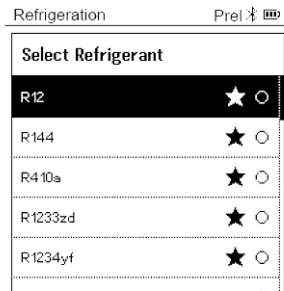 Refrigeration Prel
Select Refrigerant
R12
R144
R410a
R1233zd
R1234yf